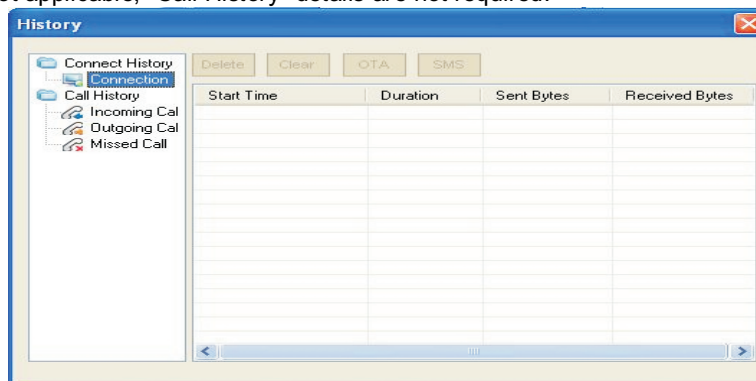 applicable, "Call History" details are not required.
History
Connect History
Connection
Call History
Incoming Cal
Outgoing Cal
Missed Call
Delete Clear OTA SMS
Start Time Duration Sent Bytes Received Bytes